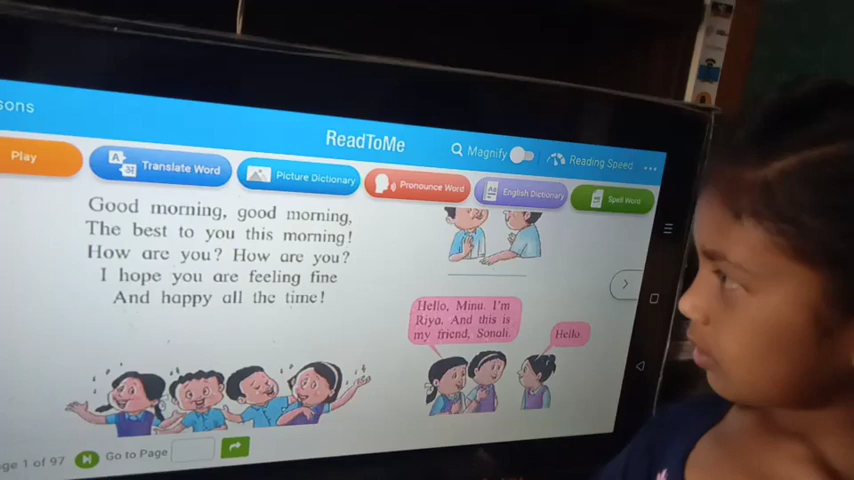 sons
ReadToMe
Magnify
Reading Speed
Play
Translate Word
Picture Dictionary
Pronounce Word
English Dictionary
Spell Word
Good morning, good morning,
The best to you this morning!
How are you? How are you?
I hope you are feeling fine
And happy all the time!
Hello, Minu. I'm
Riya. And this is
my friend, Sonali.
Hello.
ge 1 of 97
Go to Page